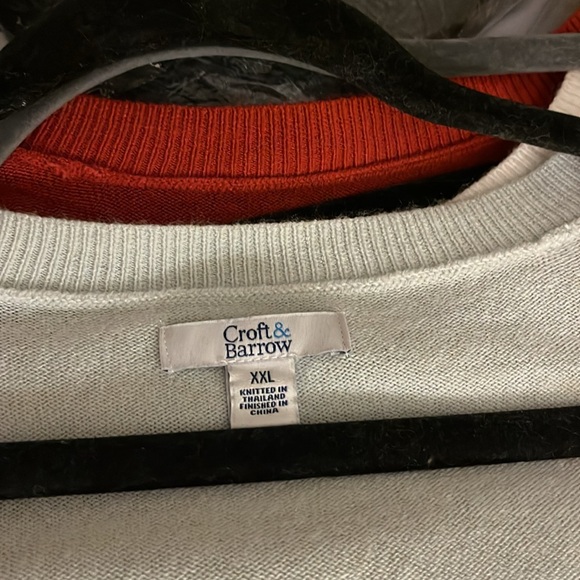 Croft&
Barrow
XXL
KNITTED IN
THAILAND
FINISHED IN
CHINA